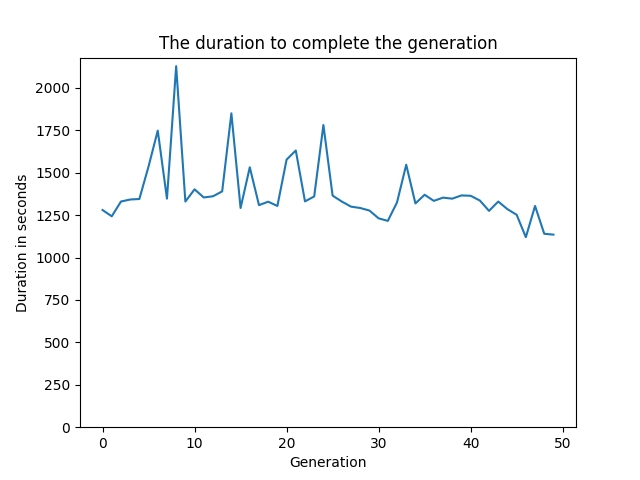 The duration to complete the generation
Duration in seconds
2000
1750
1500
1250
1000
750
500
250
0
0 10 20 30 40 50
Generation